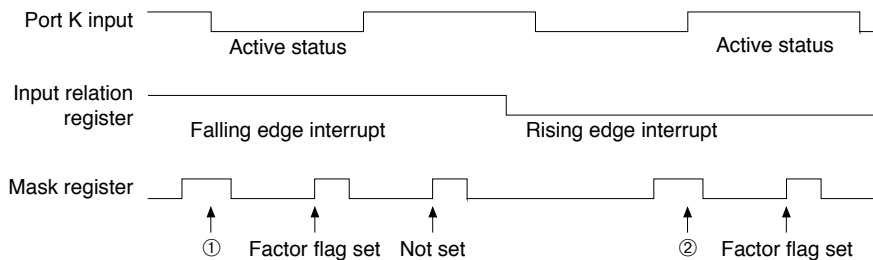 Port K input
Active status
Active status
Input relation
register
Falling edge interrupt
Rising edge interrupt
Mask register
① Factor flag set Not set ② Factor flag set